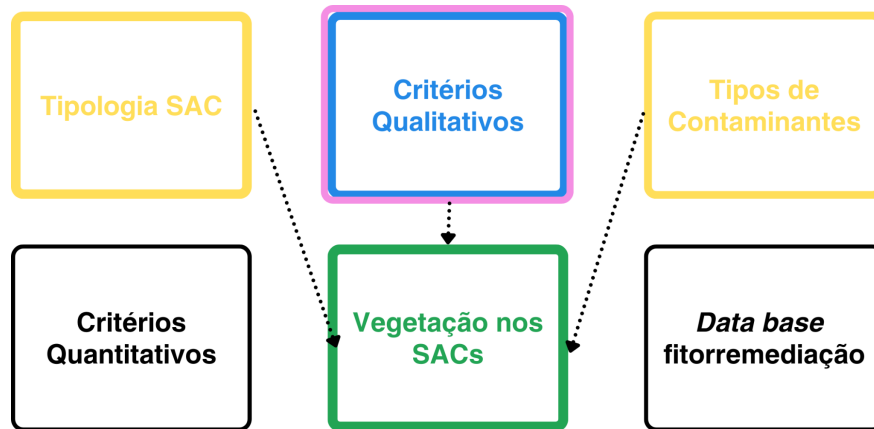 Tipologia SAC
Critérios
Qualitativos
Tipos de
Contaminantes
Critérios
Quantitativos
Vegetação nos
SACs
Data base
fitorremediação